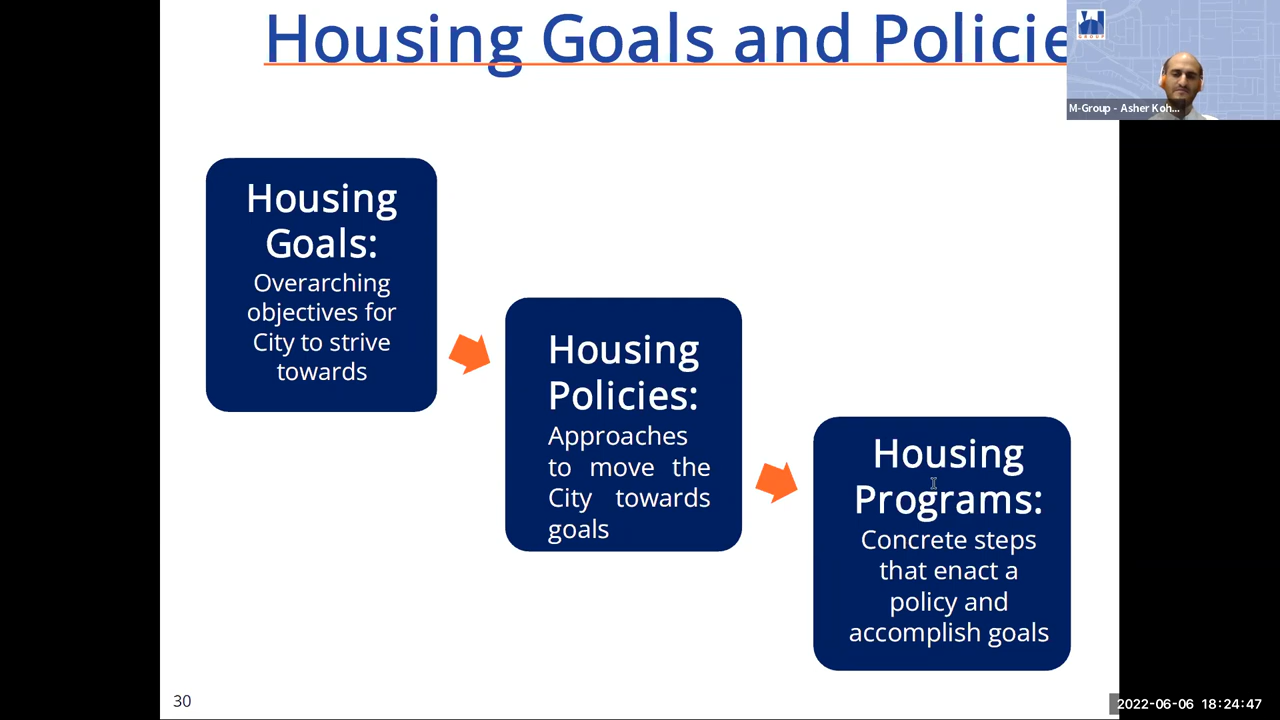 Housing Goals and Policie
M-Group - Asher Koh...
Housing
Goals:
Overarching
objectives for
City to strive
towards
Housing
Policies:
Approaches
to move the
City towards
goals
Housing
Programs:
Concrete steps
that enact a
policy and
accomplish goals
30
2022-06-06 18:24:47